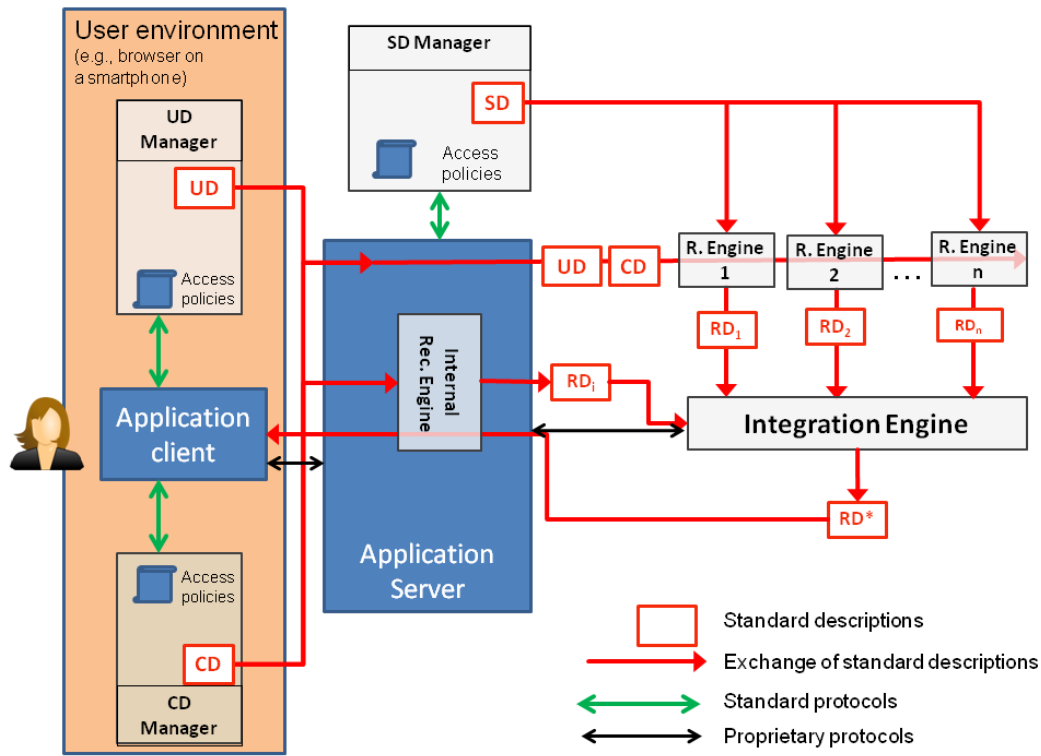 User environment
(e.g., browser on
a smartphone)
UD
Manager
UD
Access
policies
Application
client
Access
policies
CD
CD
Manager
SD Manager
SD
Access
policies
UD
CD
R. Engine
1
R. Engine
2
...
R. Engine
n
RD₁
RD₂
RDₙ
Internal
Rec. Engine
RDᵢ
Integration Engine
RD*
Application
Server
Standard descriptions
Exchange of standard descriptions
Standard protocols
Proprietary protocols